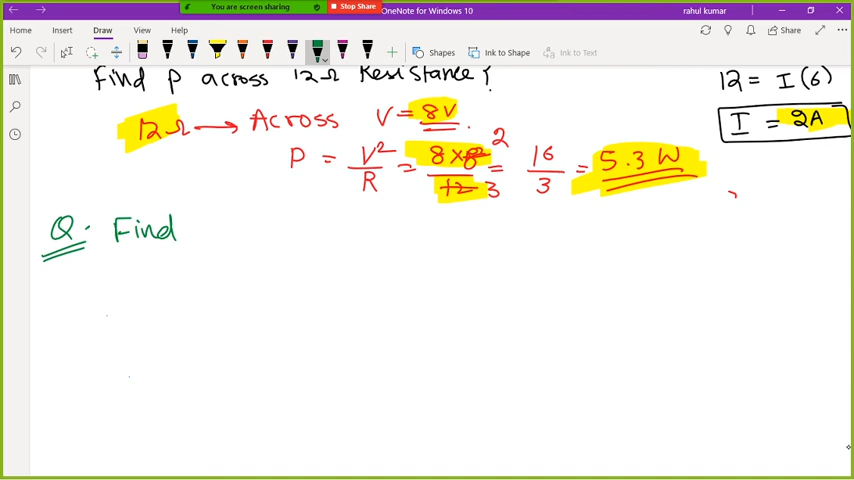 You are screen sharing
Stop Share
OneNote for Windows 10
rahul kumar
Home
Insert
Draw
View
Help
Shapes
Ink to Shape
Ink to Text
Share
Find P across 12Ω Resistance?
12 = I(6)
12Ω → Across V = 8V.
I = 2A
P = V²/R = 8×8/12 2/3 = 16/3 = 5.3 W
Q. Find